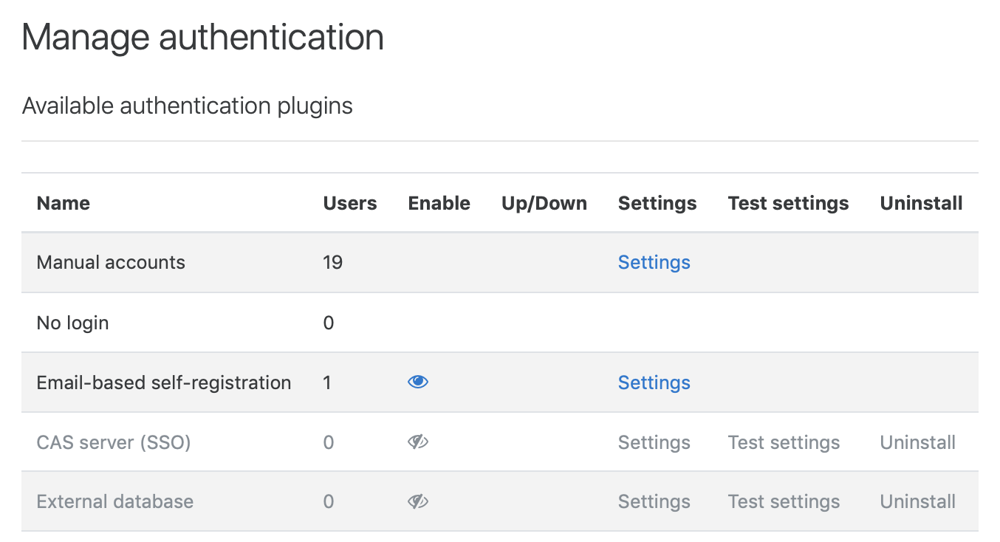 Manage authentication
Available authentication plugins
Name Users Enable Up/Down Settings Test settings Uninstall
Manual accounts 19 Settings
No login 0
Email-based self-registration 1 Settings
CAS server (SSO) 0 Settings Test settings Uninstall
External database 0 Settings Test settings Uninstall